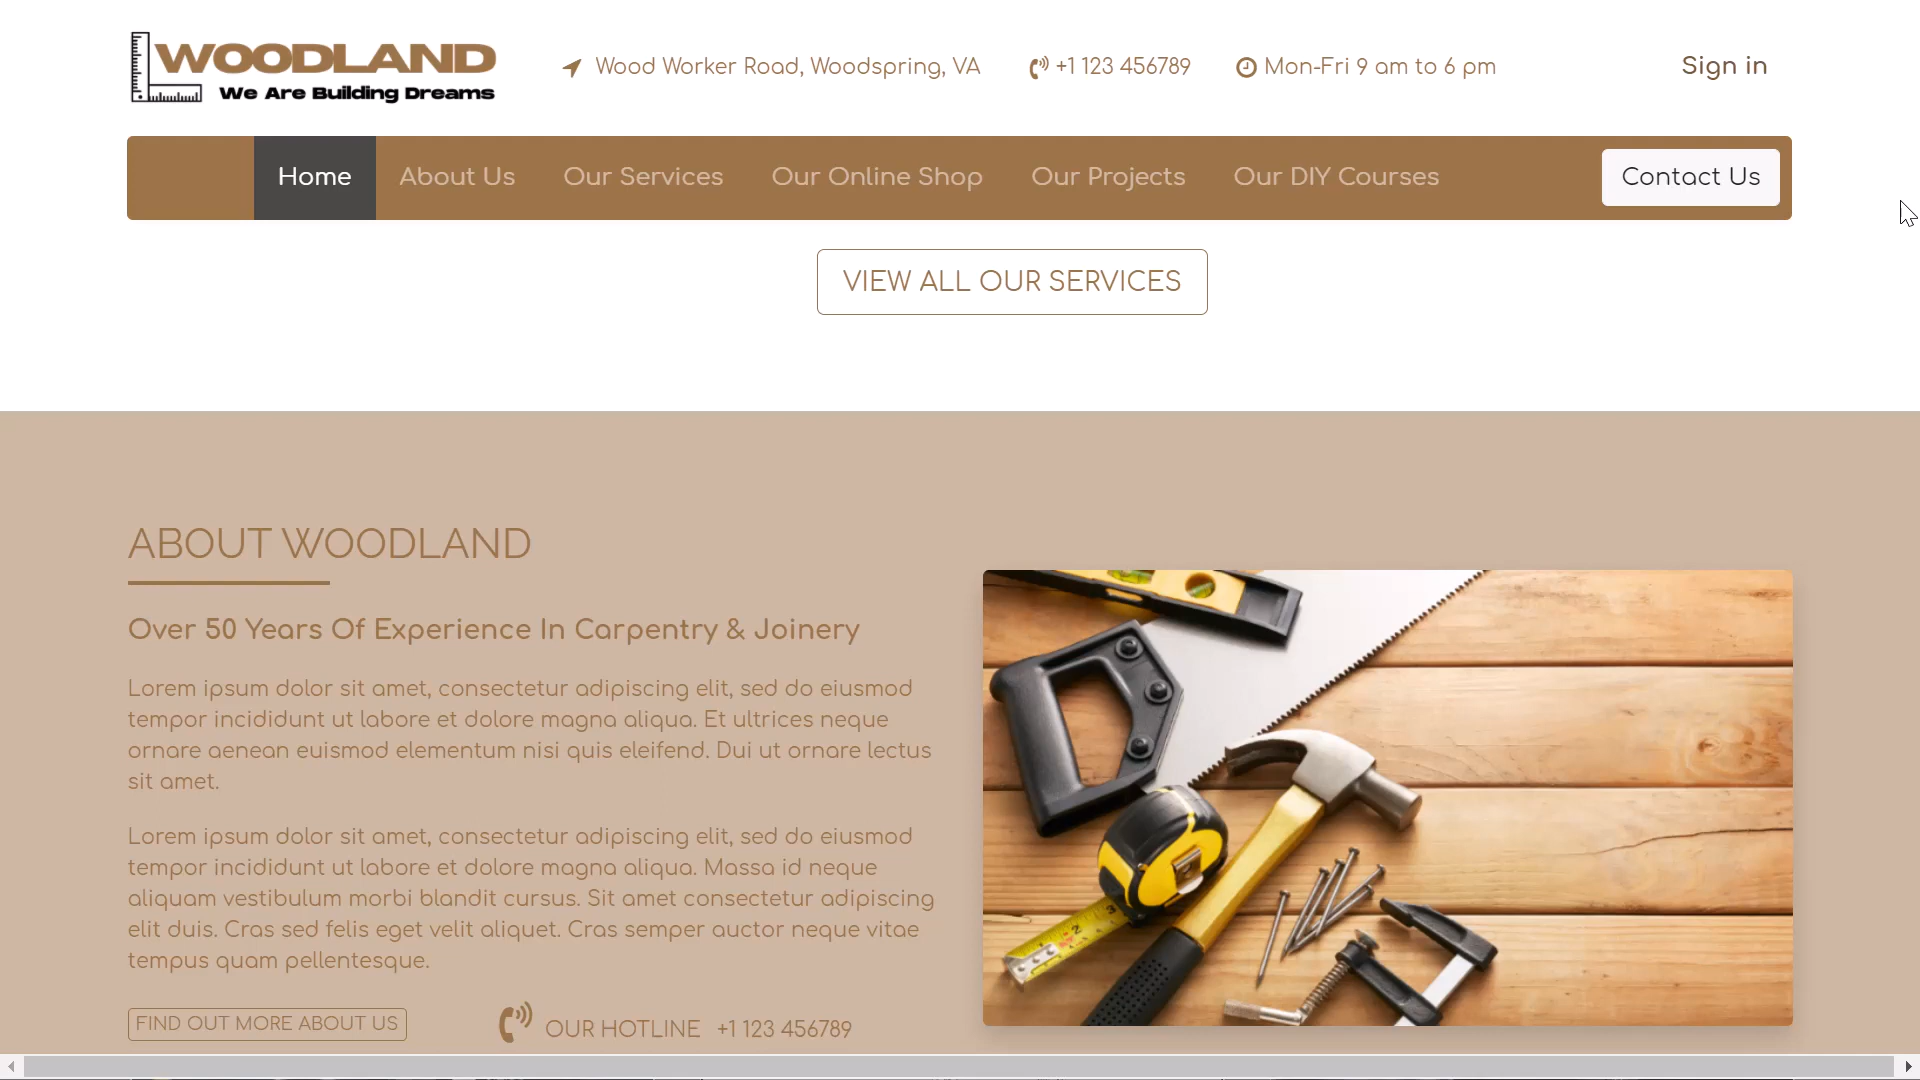 WOODLAND
We Are Building Dreams
Wood Worker Road, Woodspring, VA
+1 123 456789
Mon-Fri 9 am to 6 pm
Sign in
Home
About Us
Our Services
Our Online Shop
Our Projects
Our DIY Courses
Contact Us
VIEW ALL OUR SERVICES
ABOUT WOODLAND
Over 50 Years Of Experience In Carpentry & Joinery
Lorem ipsum dolor sit amet, consectetur adipiscing elit, sed do eiusmod
tempor incididunt ut labore et dolore magna aliqua. Et ultrices neque
ornare aenean euismod elementum nisi quis eleifend. Dui ut ornare lectus
sit amet.
Lorem ipsum dolor sit amet, consectetur adipiscing elit, sed do eiusmod
tempor incididunt ut labore et dolore magna aliqua. Massa id neque
aliquam vestibulum morbi blandit cursus. Sit amet consectetur adipiscing
elit duis. Cras sed felis eget velit aliquet. Cras semper auctor neque vitae
tempus quam pellentesque.
FIND OUT MORE ABOUT US
OUR HOTLINE +1 123 456789